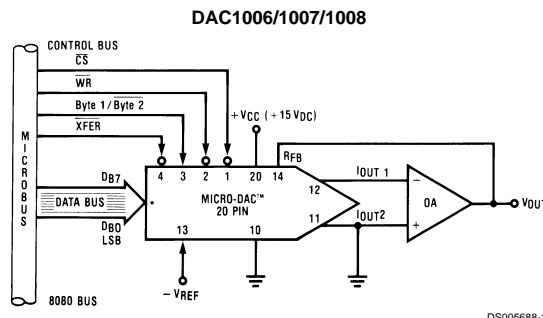 DAC1006/1007/1008
CONTROL BUS
CS
WR
Byte 1/Byte 2
XFER
+VCC (+15 VDC)
RFB
4 3 2 1 20 14
MICROBUS
DB7
DATA BUS
DB0
LSB
*
MICRO-DAC™
20 PIN
12
11
13 10
IOUT 1
IOUT2
−
+
OA
VOUT
−VREF
8080 BUS